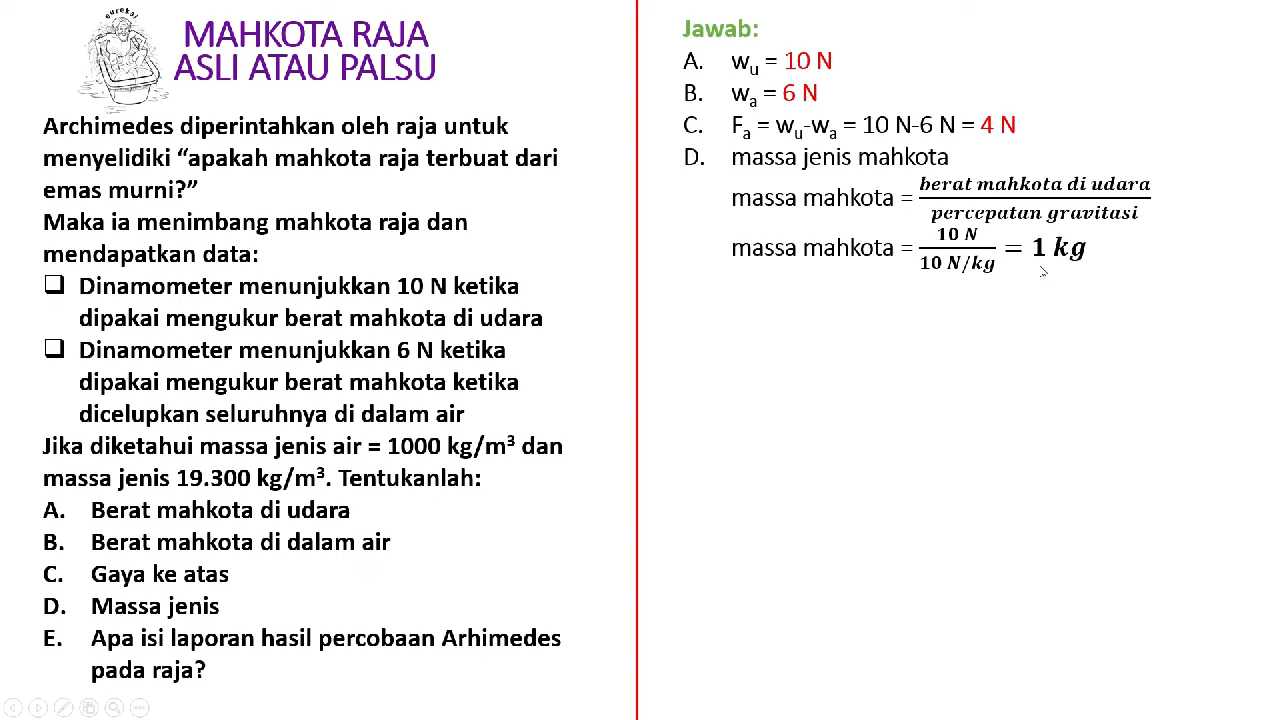 eureka!
MAHKOTA RAJA
ASLI ATAU PALSU
Archimedes diperintahkan oleh raja untuk
menyelidiki “apakah mahkota raja terbuat dari
emas murni?”
Maka ia menimbang mahkota raja dan
mendapatkan data:
❑ Dinamometer menunjukkan 10 N ketika
dipakai mengukur berat mahkota di udara
❑ Dinamometer menunjukkan 6 N ketika
dipakai mengukur berat mahkota ketika
dicelupkan seluruhnya di dalam air
Jika diketahui massa jenis air = 1000 kg/m³ dan
massa jenis 19.300 kg/m³. Tentukanlah:
A. Berat mahkota di udara
B. Berat mahkota di dalam air
C. Gaya ke atas
D. Massa jenis
E. Apa isi laporan hasil percobaan Arhimedes
pada raja?
Jawab:
A. wu = 10 N
B. wa = 6 N
C. Fa = wu-wa = 10 N-6 N = 4 N
D. massa jenis mahkota
massa mahkota = berat mahkota di udara / percepatan gravitasi
massa mahkota = 10 N / 10 N/kg = 1 kg